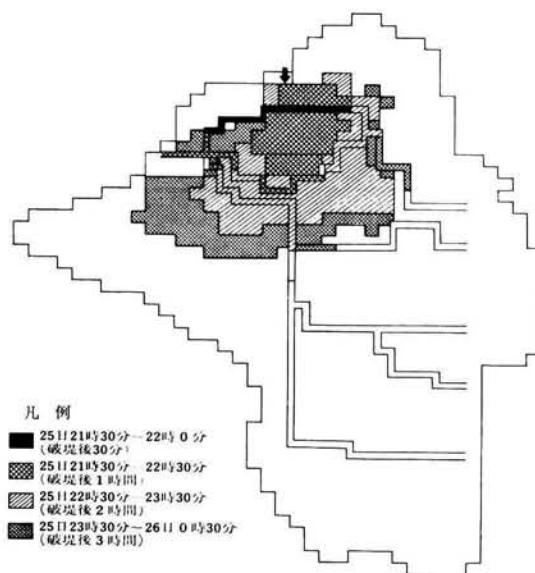 凡 例
25日21時30分~22時0分
(破堤後30分)
25日21時30分~22時30分
(破堤後1時間)
25日22時30分~23時30分
(破堤後2時間)
25日23時30分~26日0時30分
(破堤後3時間)